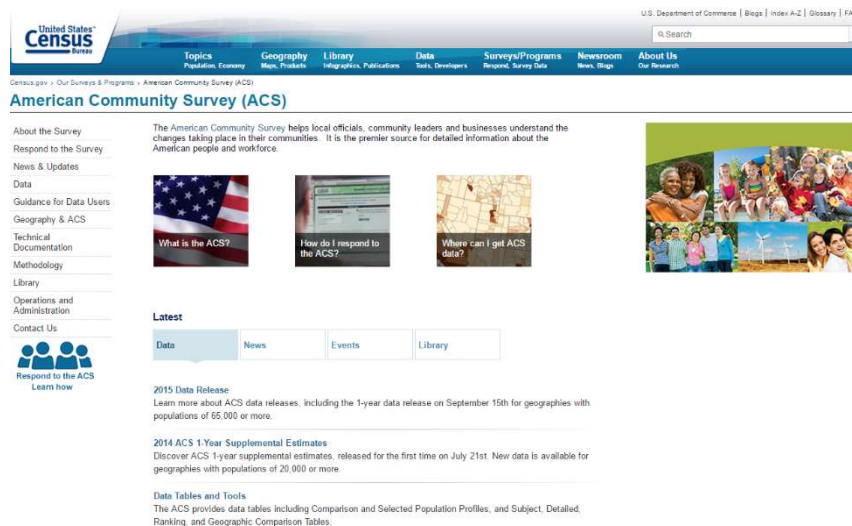 U.S. Department of Commerce | Blogs | Index A-Z | Glossary | FA
United States™
Census
Bureau
Search
Topics
Population, Economy
Geography
Maps, Products
Library
Infographics, Publications
Data
Tools, Developers
Surveys/Programs
Respond, Survey Data
Newsroom
News, Blogs
About Us
Our Research
Census.gov › Our Surveys & Programs › American Community Survey (ACS)
American Community Survey (ACS)
About the Survey
Respond to the Survey
News & Updates
Data
Guidance for Data Users
Geography & ACS
Technical
Documentation
Methodology
Library
Operations and
Administration
Contact Us
Respond to the ACS
Learn how
The American Community Survey helps local officials, community leaders and businesses understand the
changes taking place in their communities. It is the premier source for detailed information about the
American people and workforce.
What is the ACS?
How do I respond to
the ACS?
Where can I get ACS
data?
Latest
Data
News
Events
Library
2015 Data Release
Learn more about ACS data releases, including the 1-year data release on September 15th for geographies with
populations of 65,000 or more.
2014 ACS 1-Year Supplemental Estimates
Discover ACS 1-year supplemental estimates, released for the first time on July 21st. New data is available for
geographies with populations of 20,000 or more.
Data Tables and Tools
The ACS provides data tables including Comparison and Selected Population Profiles, and Subject, Detailed,
Ranking, and Geographic Comparison Tables.